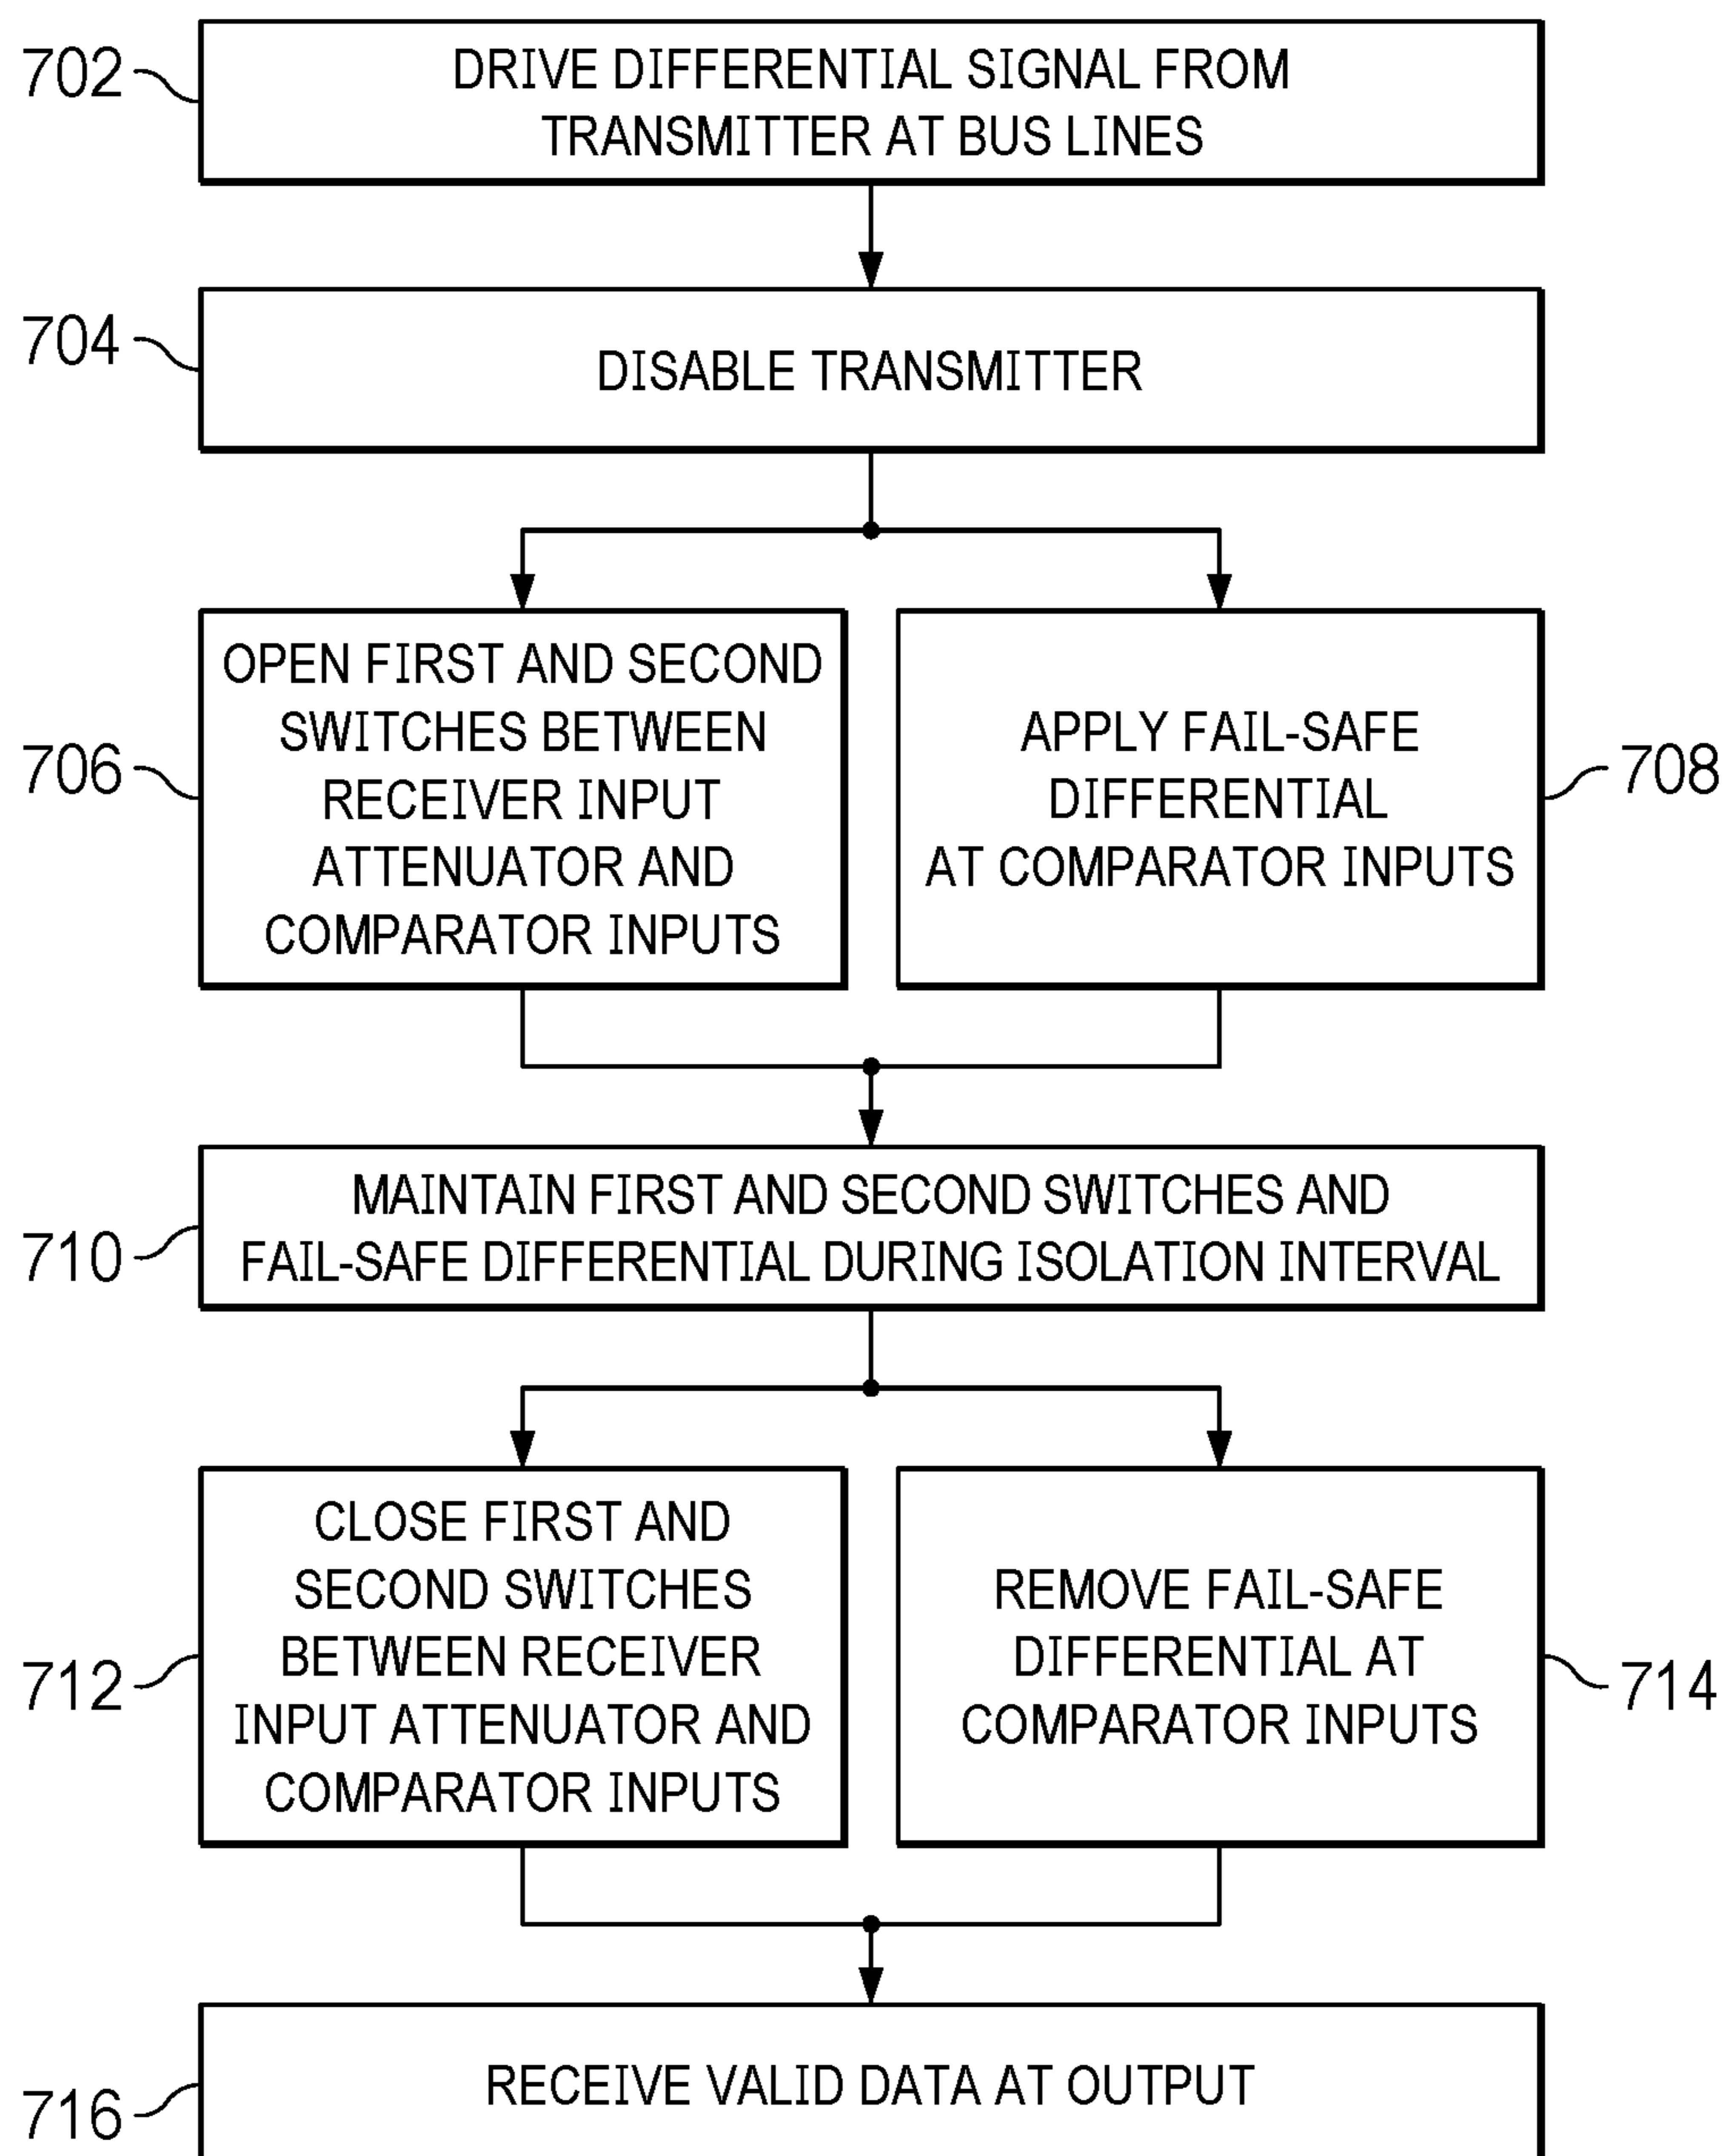 702
DRIVE DIFFERENTIAL SIGNAL FROM
TRANSMITTER AT BUS LINES
704
DISABLE TRANSMITTER
706
OPEN FIRST AND SECOND
SWITCHES BETWEEN
RECEIVER INPUT
ATTENUATOR AND
COMPARATOR INPUTS
APPLY FAIL-SAFE
DIFFERENTIAL
AT COMPARATOR INPUTS
708
710
MAINTAIN FIRST AND SECOND SWITCHES AND
FAIL-SAFE DIFFERENTIAL DURING ISOLATION INTERVAL
712
CLOSE FIRST AND
SECOND SWITCHES
BETWEEN RECEIVER
INPUT ATTENUATOR AND
COMPARATOR INPUTS
REMOVE FAIL-SAFE
DIFFERENTIAL AT
COMPARATOR INPUTS
714
716
RECEIVE VALID DATA AT OUTPUT